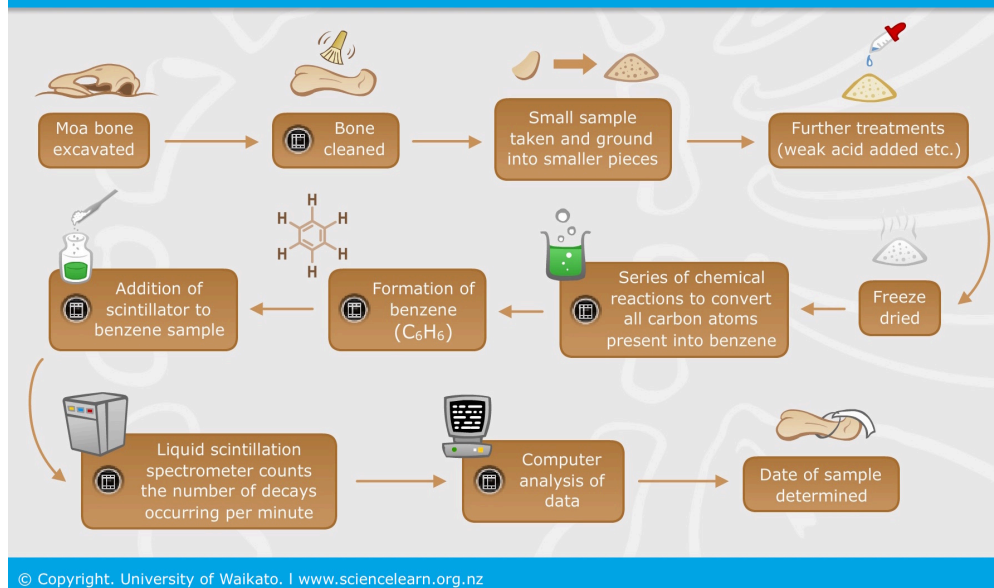 Moa bone
excavated
Bone
cleaned
Small sample
taken and ground
into smaller pieces
Further treatments
(weak acid added etc.)
Freeze
dried
Series of chemical
reactions to convert
all carbon atoms
present into benzene
H
H
H
H
H
H
Formation of
benzene
(C₆H₆)
Addition of
scintillator to
benzene sample
Liquid scintillation
spectrometer counts
the number of decays
occurring per minute
Computer
analysis of
data
Date of sample
determined
© Copyright. University of Waikato. l www.sciencelearn.org.nz